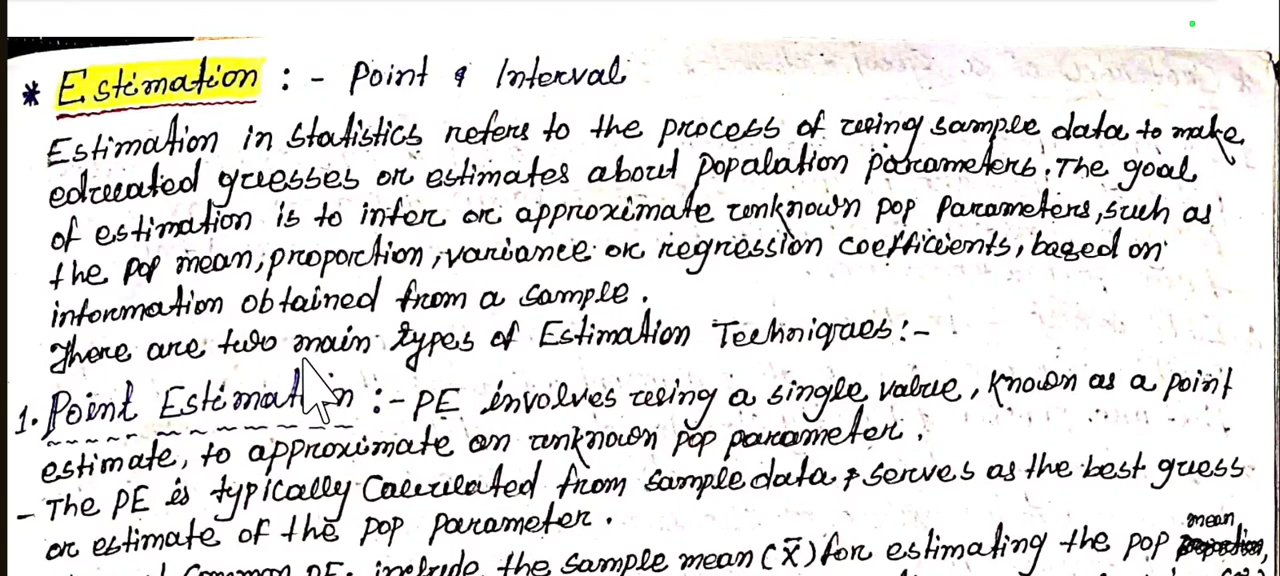 * Estimation :- Point & Interval
Estimation in statistics refers to the process of using sample data to make
educated guesses or estimates about population parameters. The goal
of estimation is to infer or approximate unknown pop parameters, such as
the pop mean, proportion, variance or regression coefficients, based on
information obtained from a sample.
There are two main types of Estimation Techniques:-
1. Point Estimation :- PE involves using a single value, known as a point
estimate, to approximate an unknown pop parameter.
- The PE is typically calculated from sample data & serves as the best guess
or estimate of the pop parameter.
mean
Common PE. include the sample mean (x̄) for estimating the pop